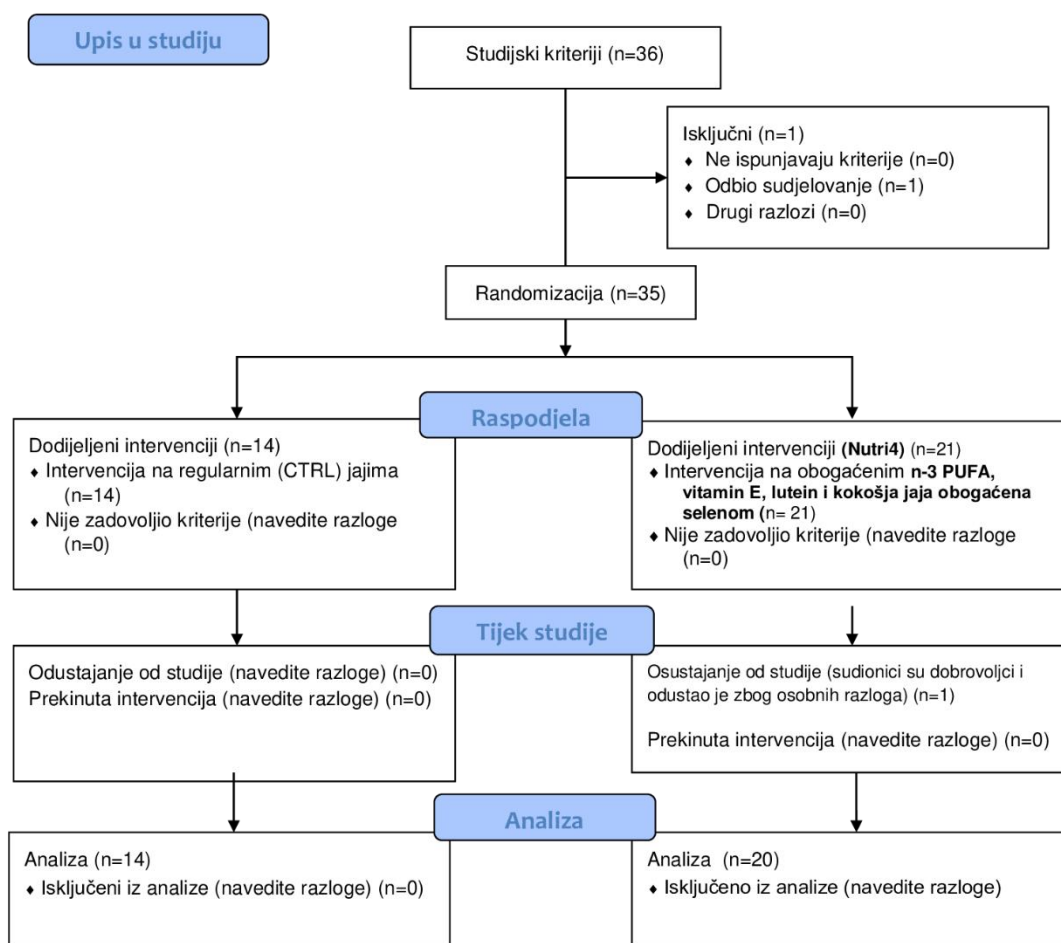 Upis u studiju
Studijski kriteriji (n=36)
Isključni (n=1)
♦ Ne ispunjavaju kriterije (n=0)
♦ Odbio sudjelovanje (n=1)
♦ Drugi razlozi (n=0)
Randomizacija (n=35)
Raspodjela
Dodijeljeni intervenciji (n=14)
♦ Intervencija na regularnim (CTRL) jajima
(n=14)
♦ Nije zadovoljio kriterije (navedite razloge
(n=0)
Dodijeljeni intervenciji (Nutri4) (n=21)
♦ Intervencija na obogaćenim n-3 PUFA,
vitamin E, lutein i kokošja jaja obogaćena
selenom (n= 21)
♦ Nije zadovoljio kriterije (navedite razloge
(n=0)
Tijek studije
Odustajanje od studije (navedite razloge) (n=0)
Prekinuta intervencija (navedite razloge) (n=0)
Osustajanje od studije (sudionici su dobrovoljci i
odustao je zbog osobnih razloga) (n=1)
Prekinuta intervencija (navedite razloge) (n=0)
Analiza
Analiza (n=14)
♦ Isključeni iz analize (navedite razloge) (n=0)
Analiza (n=20)
♦ Isključeno iz analize (navedite razloge)